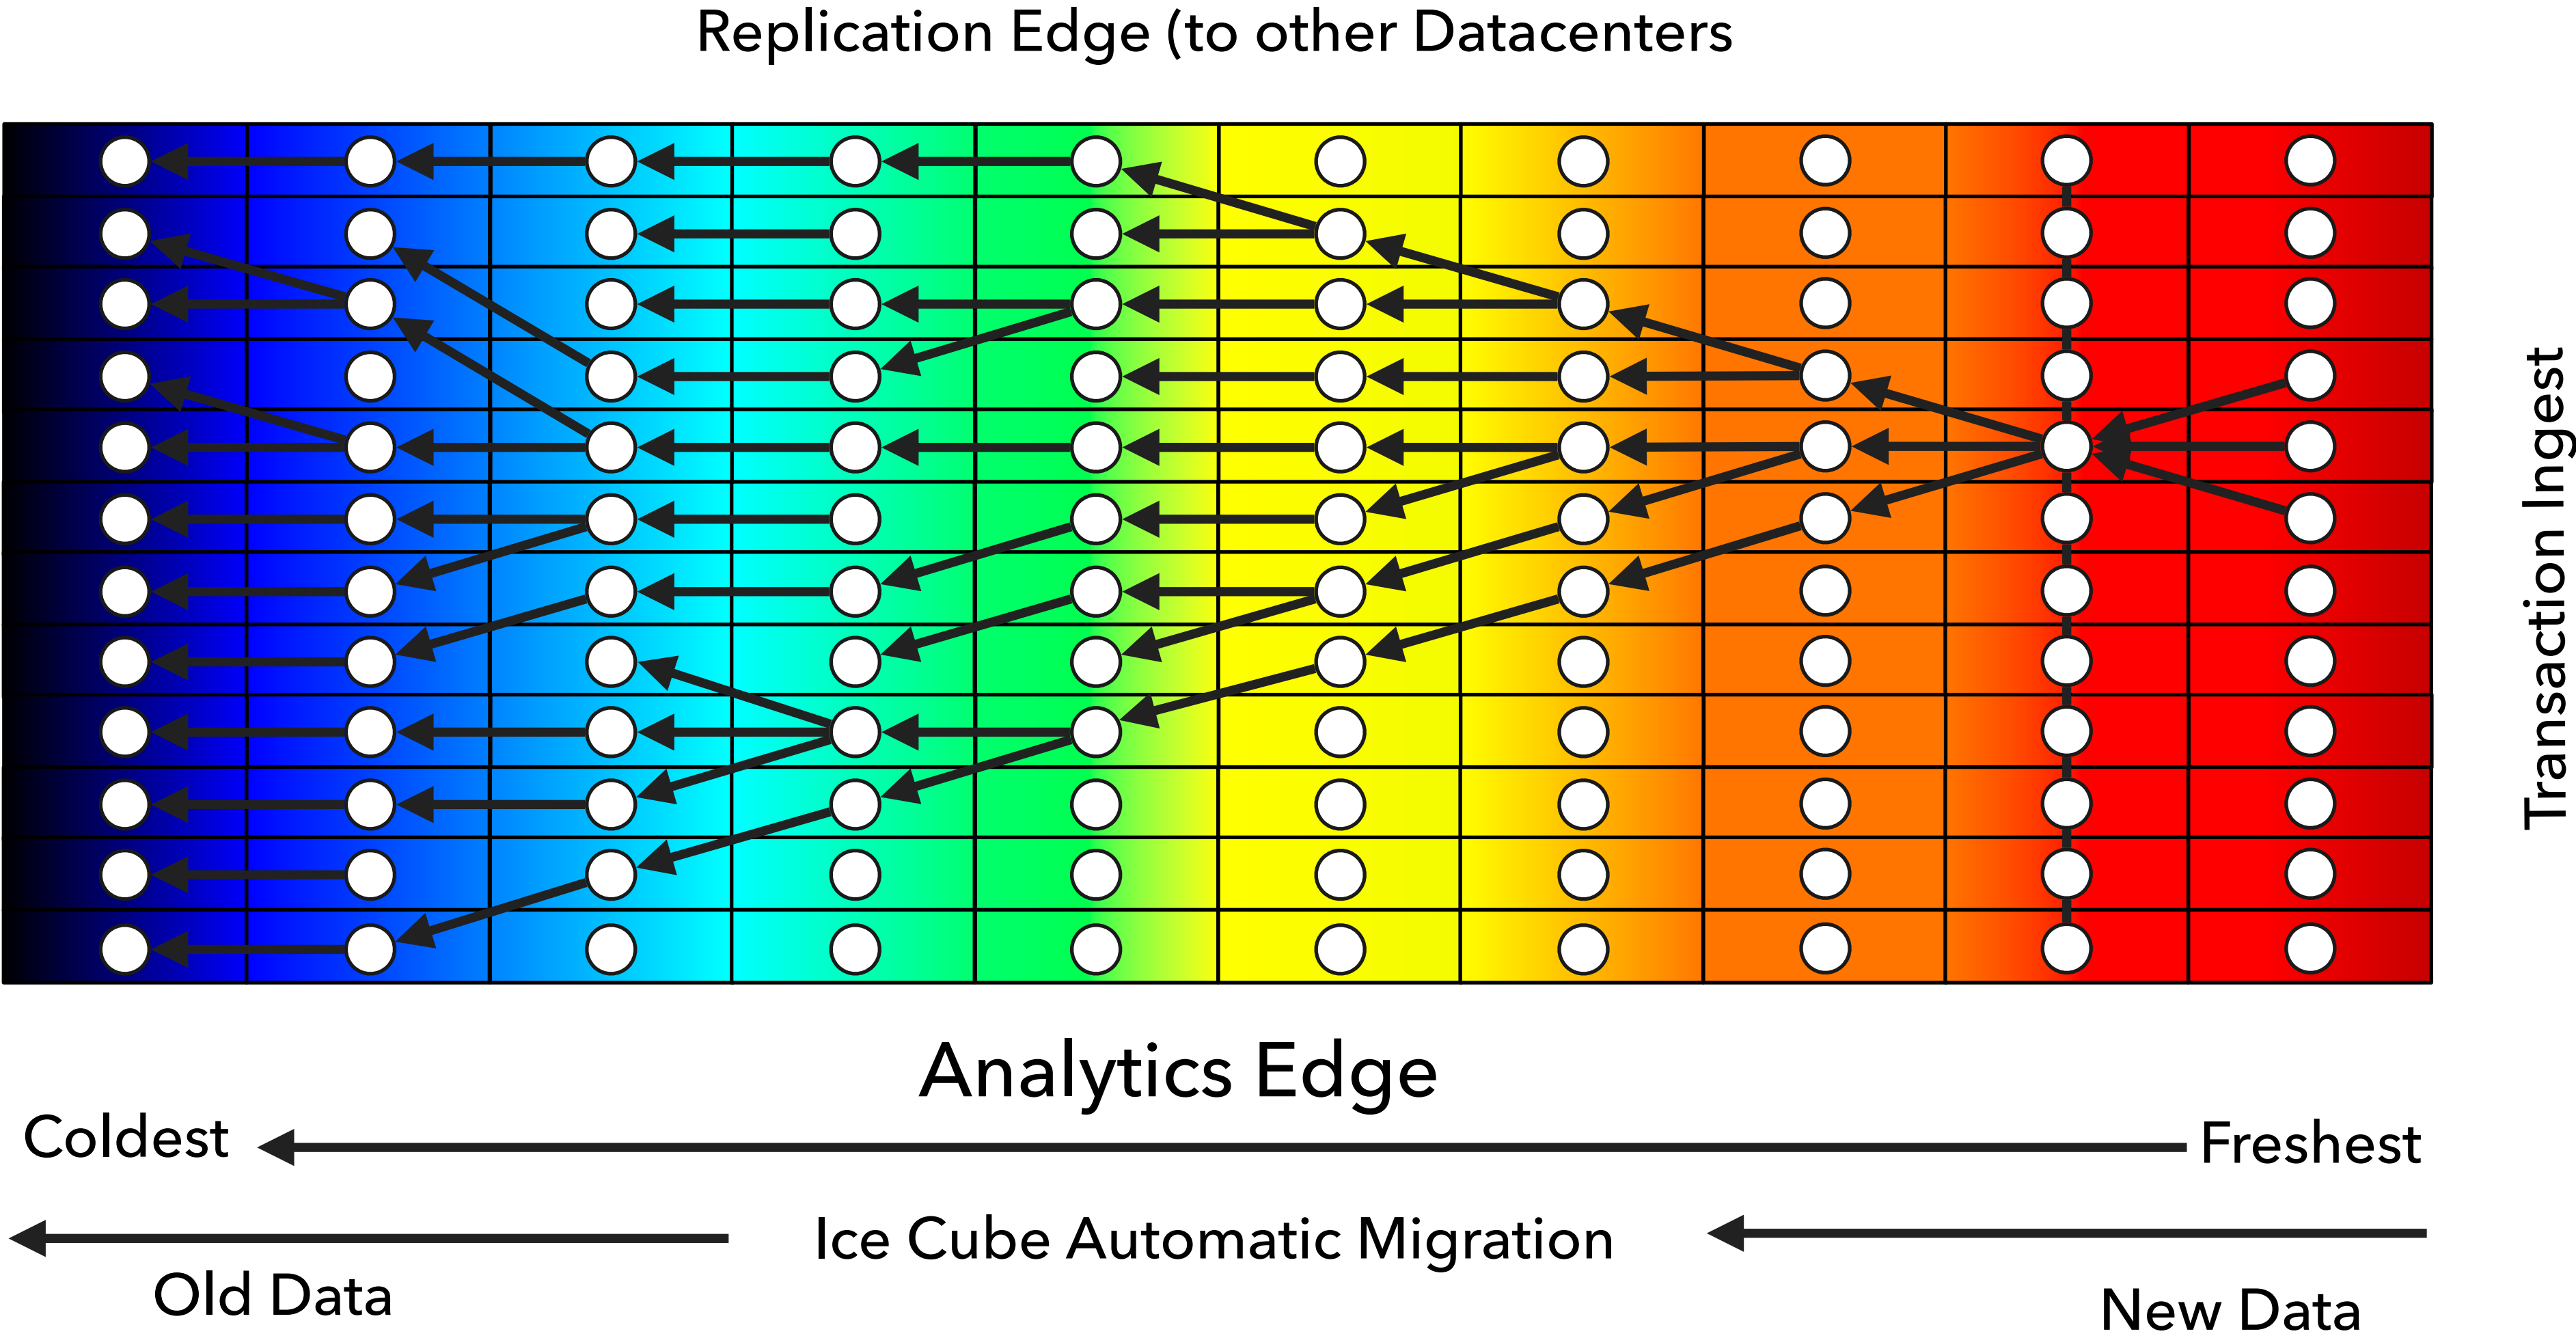 Replication Edge (to other Datacenters
Transaction Ingest
Analytics Edge
Coldest
Freshest
Ice Cube Automatic Migration
Old Data
New Data